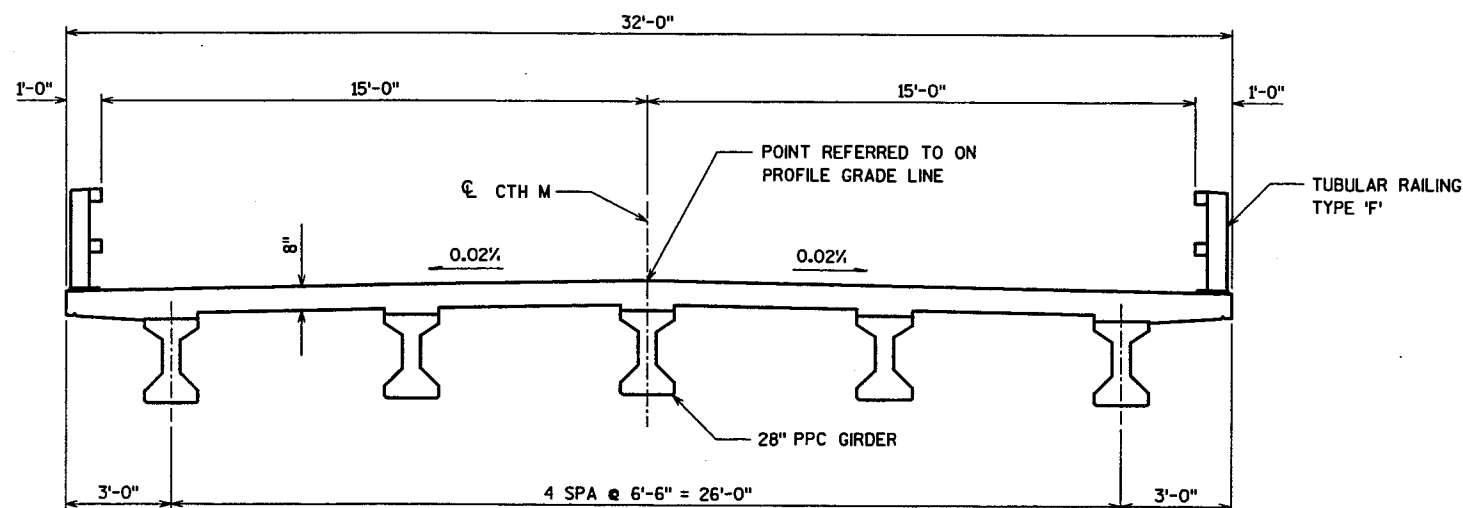 32'-0"
1'-0" 15'-0" 15'-0" 1'-0"
POINT REFERRED TO ON
PROFILE GRADE LINE
℄ CTH M
TUBULAR RAILING
TYPE 'F'
8"
0.02%
0.02%
28" PPC GIRDER
3'-0" 4 SPA @ 6'-6" = 26'-0" 3'-0"